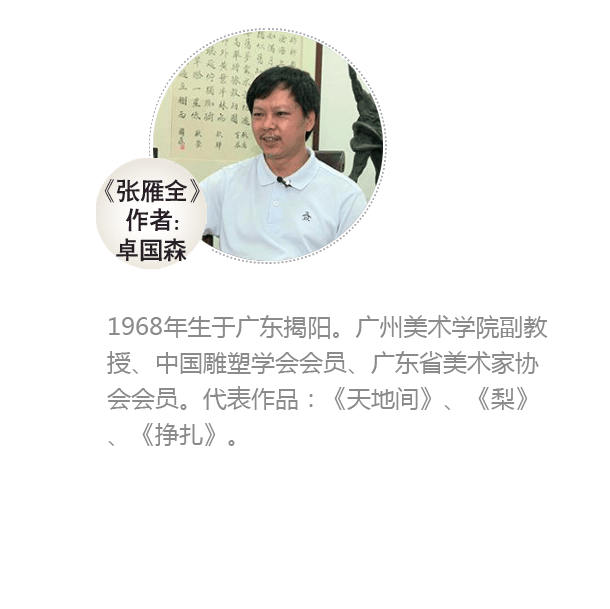 《张雁全》
作者:
卓国森
1968年生于广东揭阳。广州美术学院副教
授、中国雕塑学会会员、广东省美术家协
会会员。代表作品：《天地间》、《梨》
、《挣扎》。